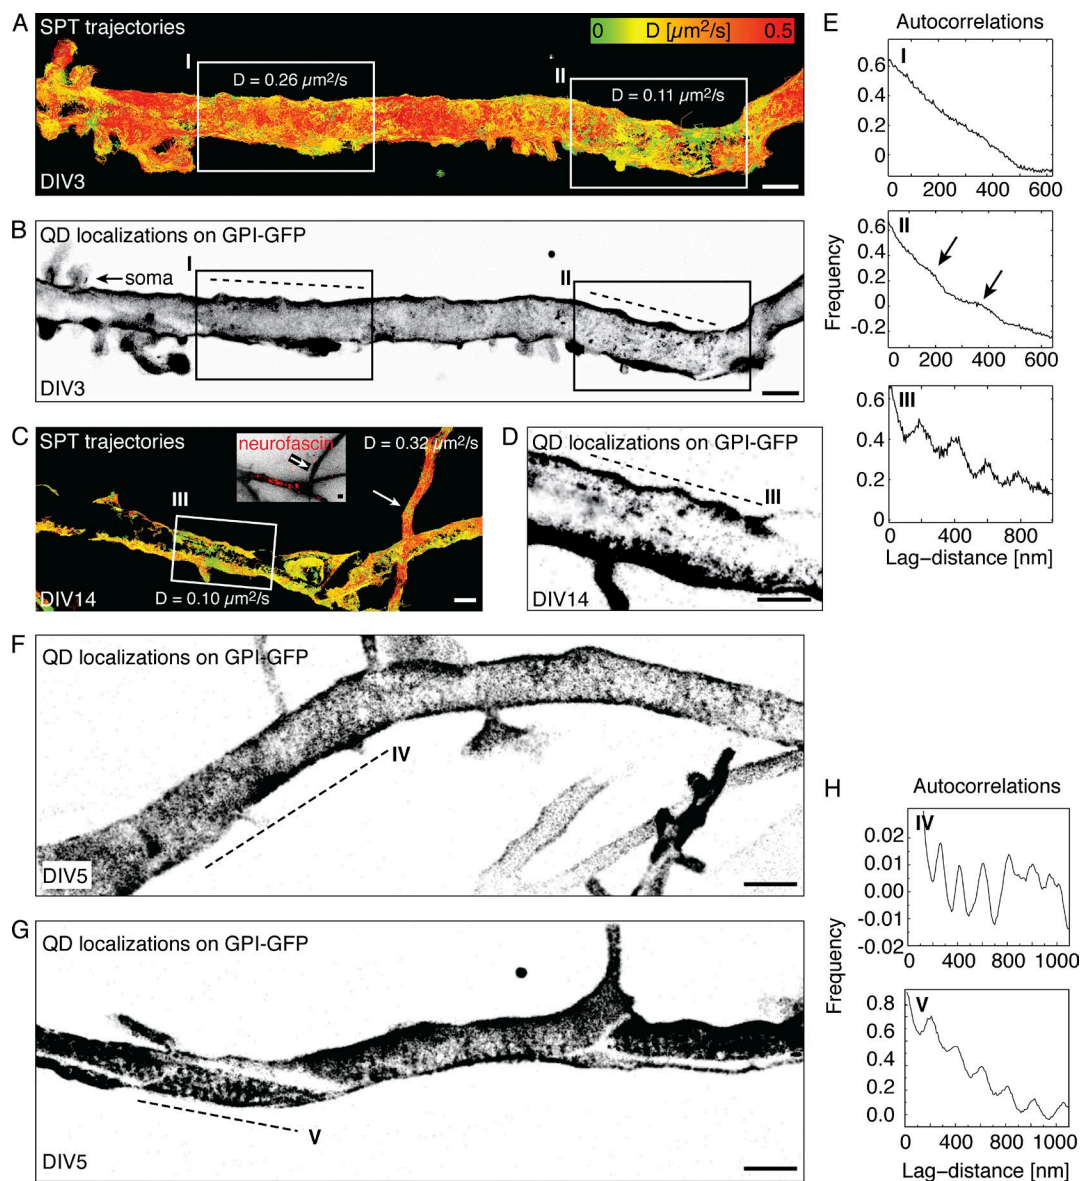 A
SPT trajectories
0 D [µm²/s] 0.5
I
D = 0.26 µm²/s
II
D = 0.11 µm²/s
DIV3
B
QD localizations on GPI-GFP
I
soma
II
DIV3
C
SPT trajectories
neurofascin
D = 0.32 µm²/s
III
D = 0.10 µm²/s
DIV14
D
QD localizations on GPI-GFP
III
DIV14
E
Autocorrelations
I
0.6
0.4
0.2
0
0 200 400 600
II
0.6
0.4
0.2
0
-0.2
0 200 400 600
Frequency
III
0.6
0.4
0.2
0
0 200 400 600 800
Lag-distance [nm]
F
QD localizations on GPI-GFP
IV
DIV5
G
QD localizations on GPI-GFP
V
DIV5
H
Autocorrelations
IV
0.02
0.01
0.00
-0.01
-0.02
0 400 800 1000
Frequency
V
0.8
0.6
0.4
0.2
0.0
0 400 800 1000
Lag-distance [nm]